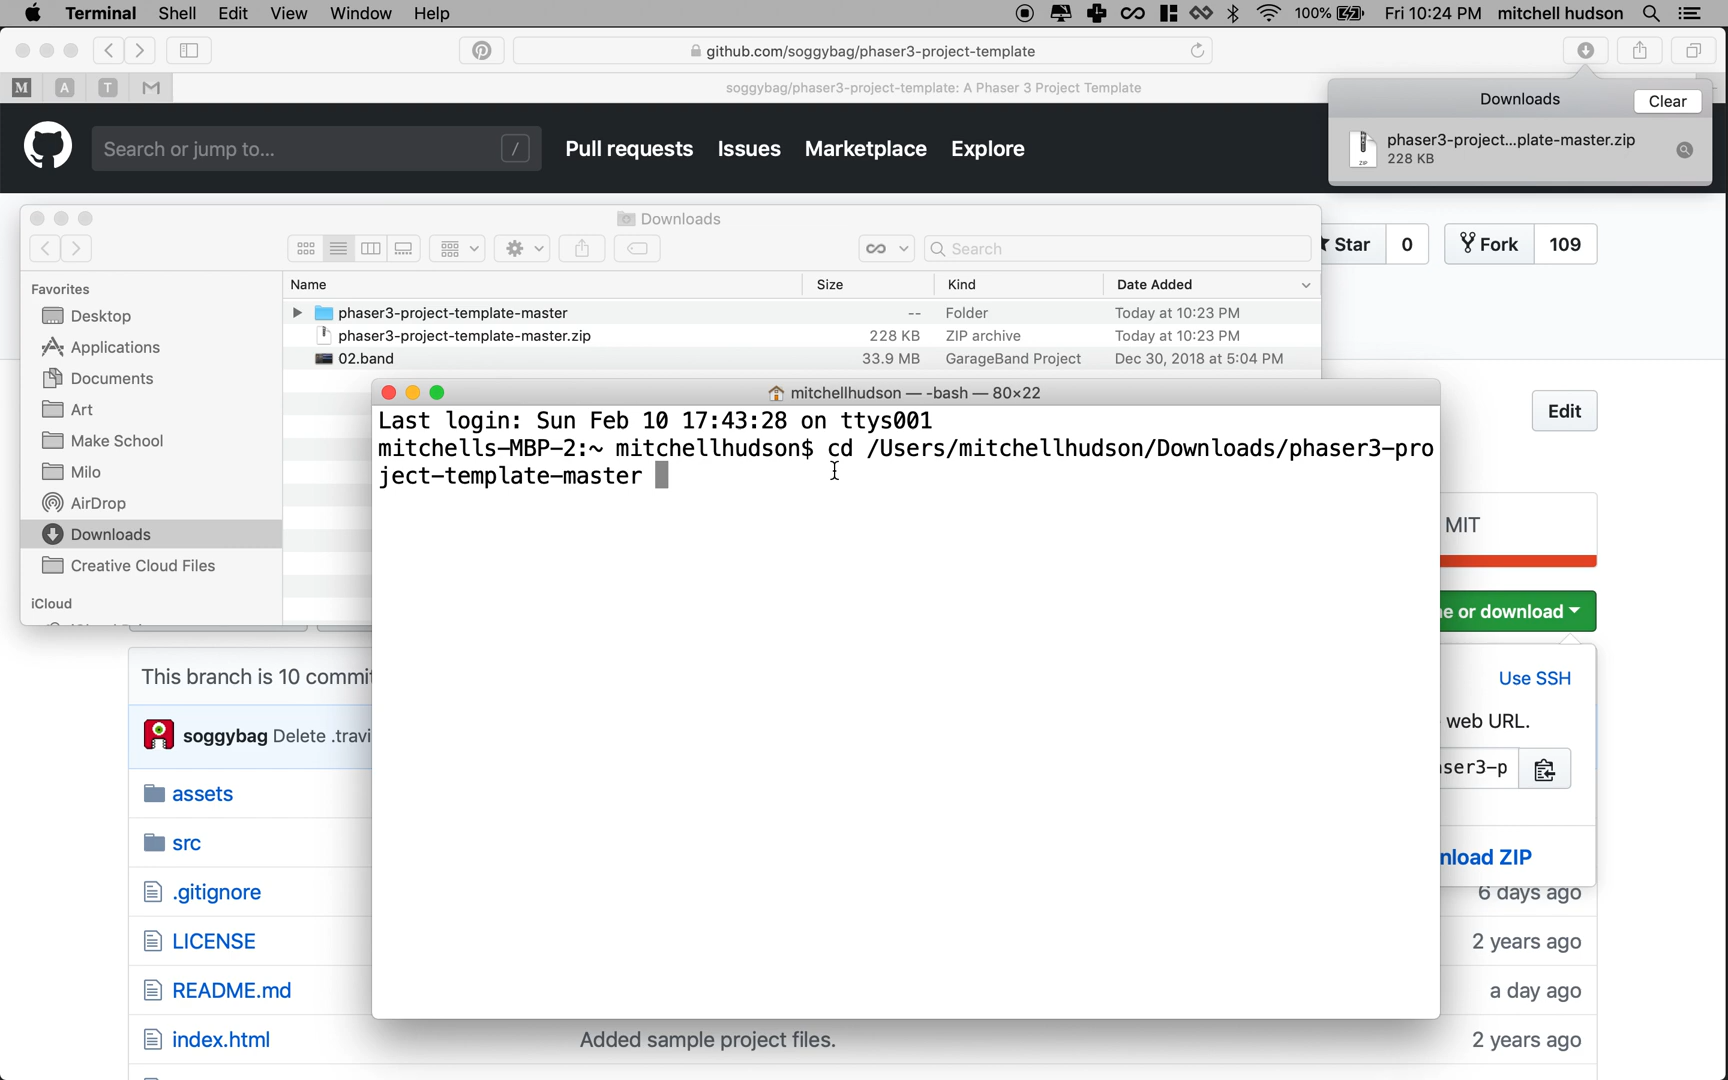 Terminal Shell Edit View Window Help 100% Fri 10:24 PM mitchell hudson
github.com/soggybag/phaser3-project-template
M A T soggybag/phaser3-project-template: A Phaser 3 Project Template
Downloads Clear
phaser3-project...plate-master.zip
228 KB
ZIP
Search or jump to... / Pull requests Issues Marketplace Explore
Downloads
Search
Star 0 Fork 109
Favorites
Desktop
Applications
Documents
Art
Make School
Milo
AirDrop
Downloads
Creative Cloud Files
iCloud
Name Size Kind Date Added
phaser3-project-template-master -- Folder Today at 10:23 PM
phaser3-project-template-master.zip 228 KB ZIP archive Today at 10:23 PM
02.band 33.9 MB GarageBand Project Dec 30, 2018 at 5:04 PM
mitchellhudson — -bash — 80×22
Last login: Sun Feb 10 17:43:28 on ttys001
mitchells-MBP-2:~ mitchellhudson$ cd /Users/mitchellhudson/Downloads/phaser3-pro
ject-template-master
Edit
MIT
e or download
Use SSH
web URL.
ser3-p
nload ZIP
This branch is 10 commit
soggybag Delete .travi
assets
src
.gitignore 6 days ago
LICENSE 2 years ago
README.md a day ago
index.html Added sample project files. 2 years ago